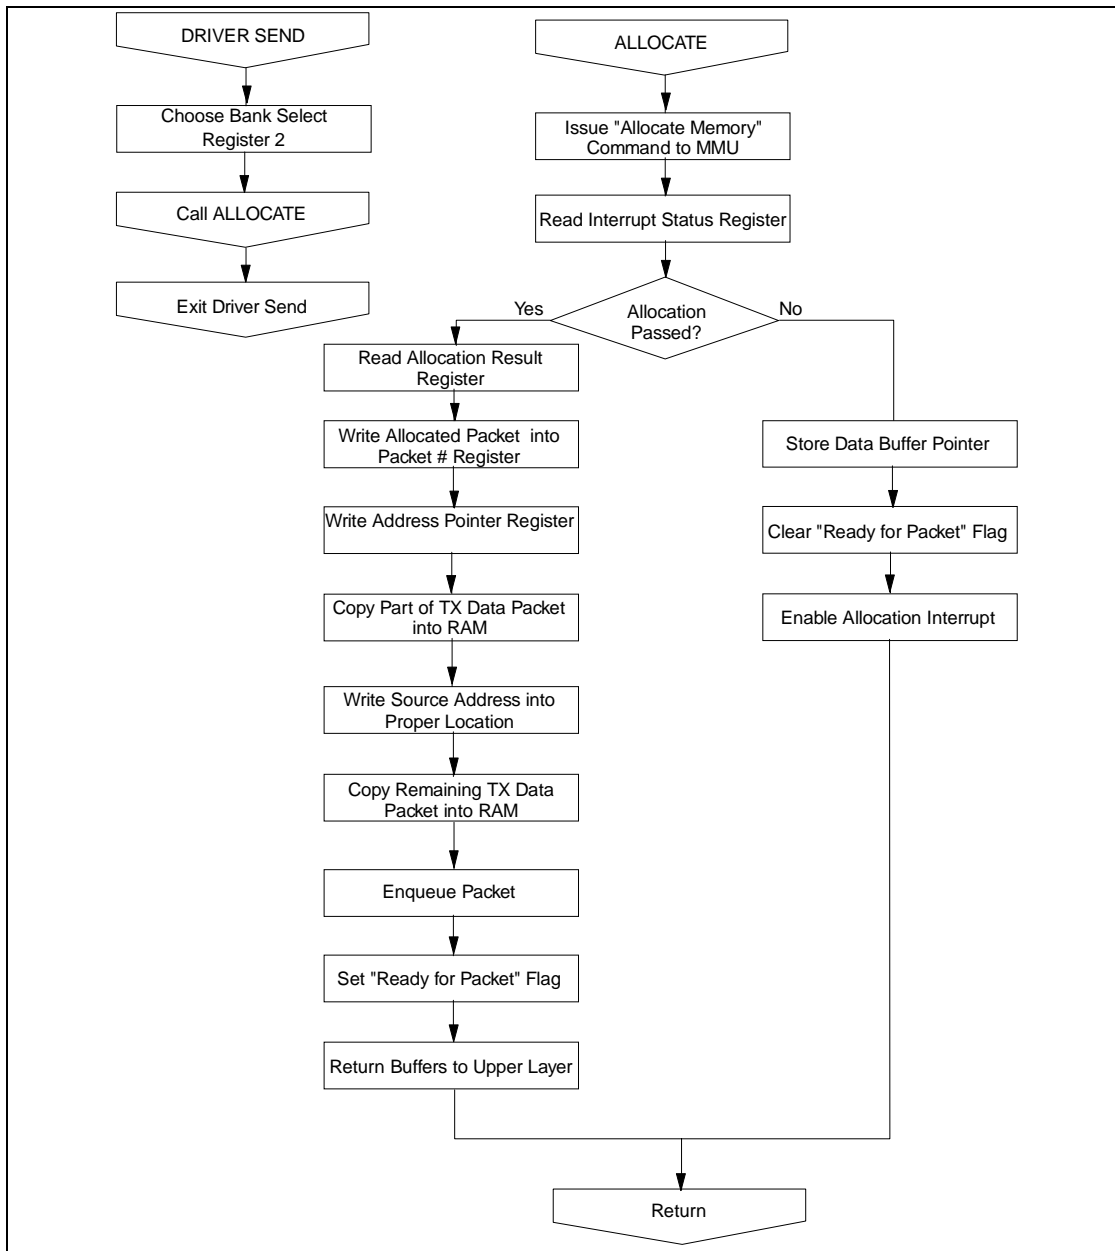 DRIVER SEND
Choose Bank Select
Register 2
Call ALLOCATE
Exit Driver Send
ALLOCATE
Issue "Allocate Memory"
Command to MMU
Read Interrupt Status Register
Allocation
Passed?
Yes
No
Read Allocation Result
Register
Write Allocated Packet into
Packet # Register
Write Address Pointer Register
Copy Part of TX Data Packet
into RAM
Write Source Address into
Proper Location
Copy Remaining TX Data
Packet into RAM
Enqueue Packet
Set "Ready for Packet" Flag
Return Buffers to Upper Layer
Store Data Buffer Pointer
Clear "Ready for Packet" Flag
Enable Allocation Interrupt
Return